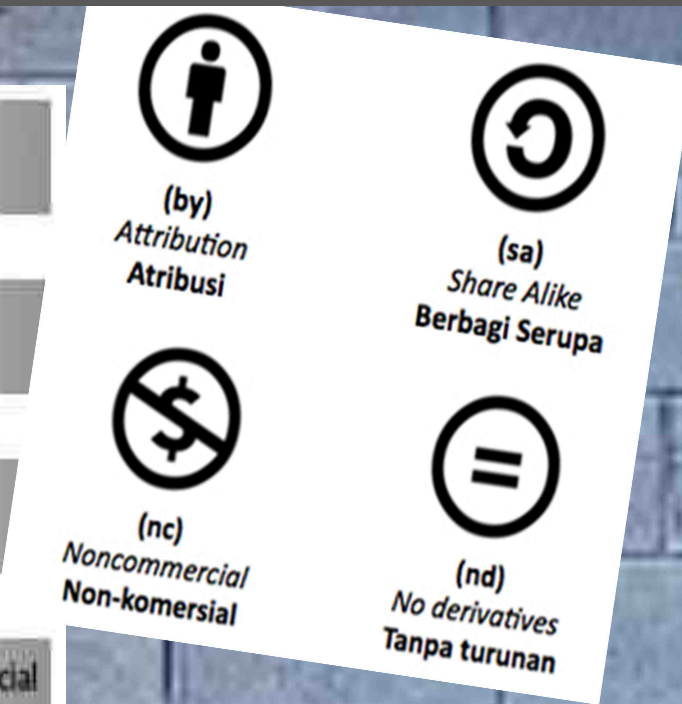 (by)
Attribution
Atribusi
(sa)
Share Alike
Berbagi Serupa
(nc)
Noncommercial
Non-komersial
(nd)
No derivatives
Tanpa turunan
cial